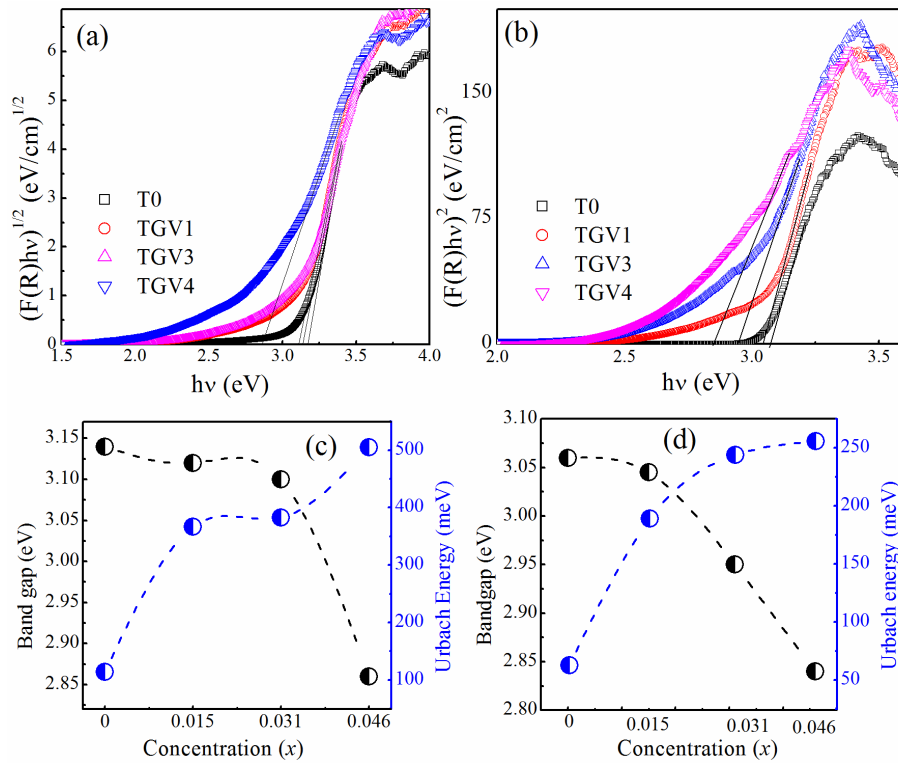 (a)
(F(R)hν)^1/2 (eV/cm)^1/2
6
5
4
3
2
1
0
T0
TGV1
TGV3
TGV4
1.5 2.0 2.5 3.0 3.5 4.0
hν (eV)
(b)
(F(R)hν)^2 (eV/cm)^2
150
75
0
T0
TGV1
TGV3
TGV4
2.0 2.5 3.0 3.5
hν (eV)
(c)
Band gap (eV)
3.15
3.10
3.05
3.00
2.95
2.90
2.85
0 0.015 0.031 0.046
Concentration (x)
500
400
300
200
100
Urbach Energy (meV)
(d)
Bandgap (eV)
3.10
3.05
3.00
2.95
2.90
2.85
2.80
0 0.015 0.031 0.046
Concentration (x)
250
200
150
100
50
Urbach energy (meV)